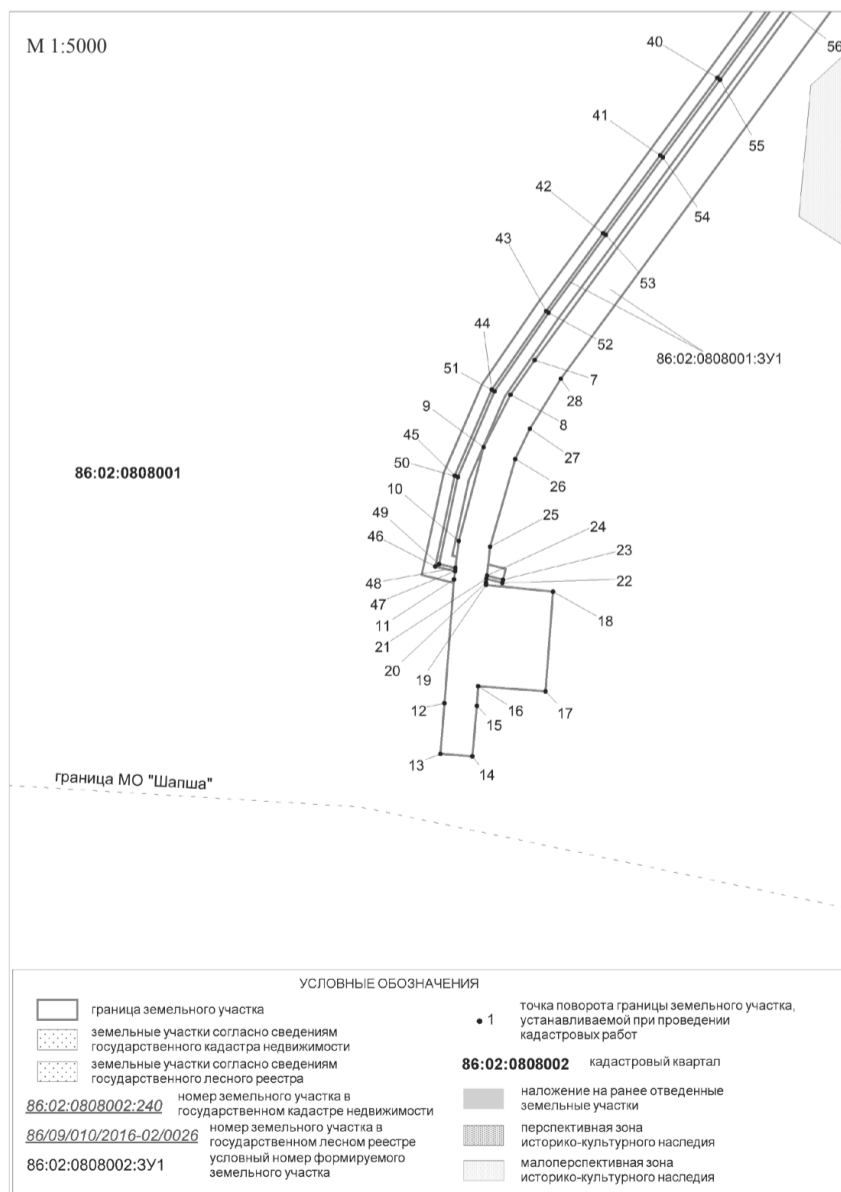 М 1:5000
56
40
55
41
54
42
53
43
52
44
86:02:0808001:ЗУ1
51
7
28
9
8
27
45
26
50
86:02:0808001
10
25
49
24
46
23
48
22
47
11
18
21
20
19
16
17
12
15
13
14
граница МО "Шапша"
УСЛОВНЫЕ ОБОЗНАЧЕНИЯ
граница земельного участка
земельные участки согласно сведениям
государственного кадастра недвижимости
земельные участки согласно сведениям
государственного лесного реестра
86:02:0808002:240
номер земельного участка в
государственном кадастре недвижимости
86/09/010/2016-02/0026
номер земельного участка в
государственном лесном реестре
86:02:0808002:ЗУ1
условный номер формируемого
земельного участка
1
точка поворота границы земельного участка,
устанавливаемой при проведении
кадастровых работ
86:02:0808002
кадастровый квартал
наложение на ранее отведенные
земельные участки
перспективная зона
историко-культурного наследия
малоперспективная зона
историко-культурного наследия